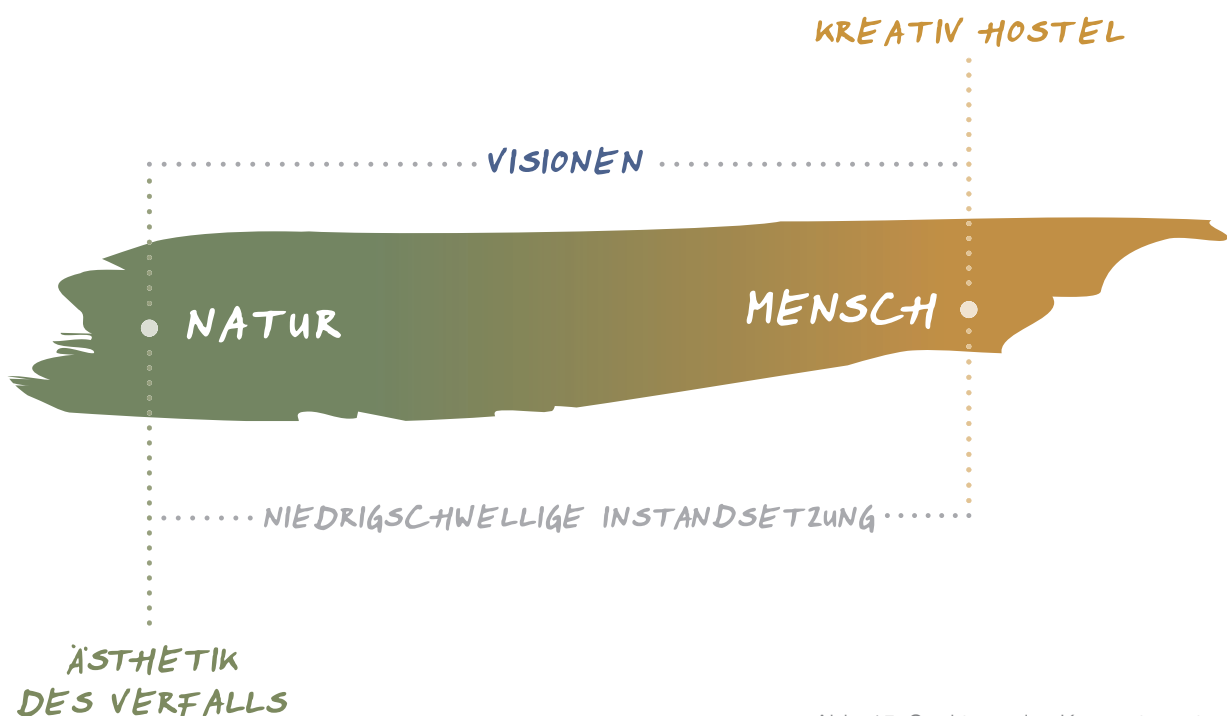 KREATIV HOSTEL
VISIONEN
NATUR
MENSCH
NIEDRIGSCHWELLIGE INSTANDSETZUNG
ÄSTHETIK
DES VERFALLS